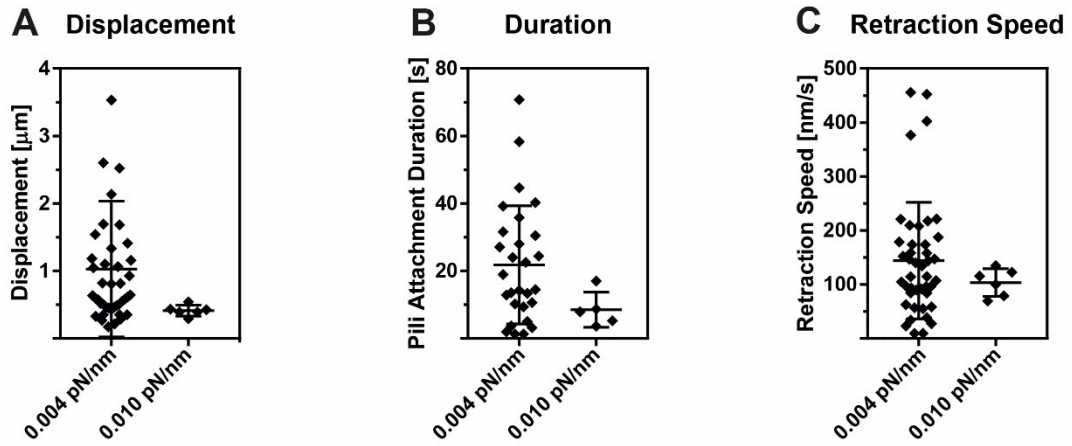 A Displacement
Displacement [μm]
4
3
2
1
0.004 pN/nm
0.010 pN/nm
B Duration
Pili Attachment Duration [s]
80
60
40
20
0.004 pN/nm
0.010 pN/nm
C Retraction Speed
Retraction Speed [nm/s]
500
400
300
200
100
0.004 pN/nm
0.010 pN/nm